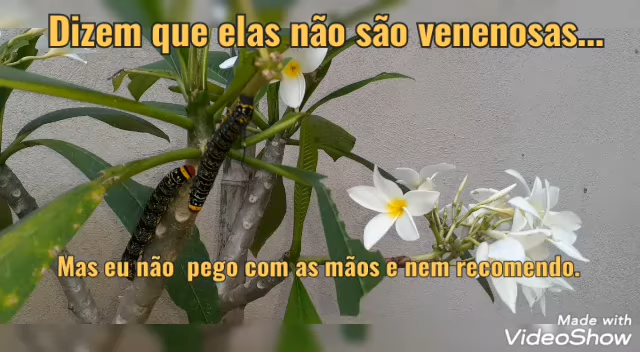 Dizem que elas não são venenosas...
Mas eu não pego com as mãos e nem recomendo.
Made with
VideoShow